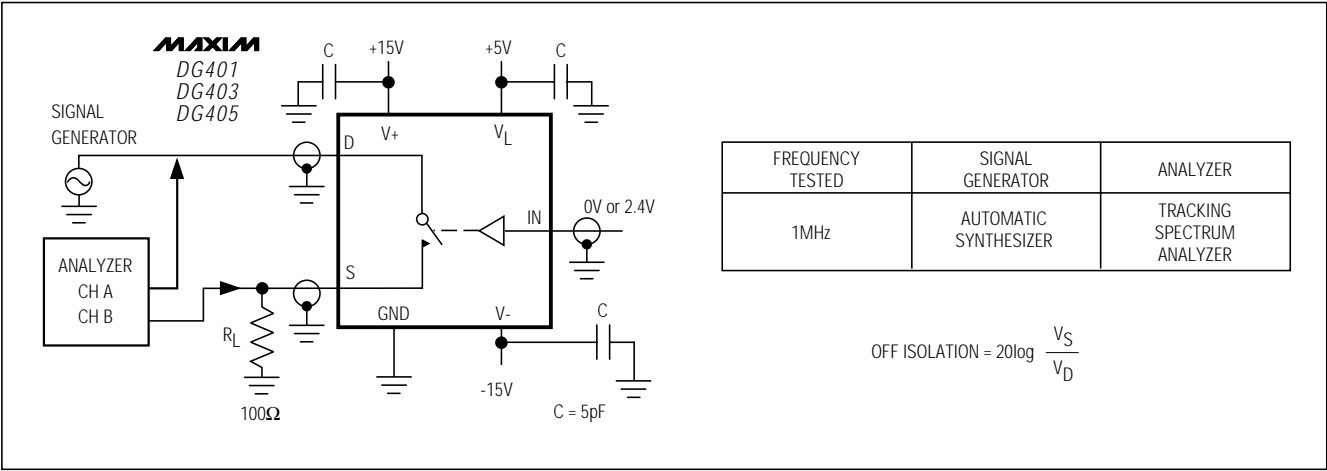 MAXIM
DG401
DG403
DG405
C
+15V
+5V
C
SIGNAL
GENERATOR
D
V+
VL
IN
0V or 2.4V
ANALYZER
CH A
CH B
S
RL
100Ω
GND
V-
C
-15V
C = 5pF
FREQUENCY
TESTED
SIGNAL
GENERATOR
ANALYZER
1MHz
AUTOMATIC
SYNTHESIZER
TRACKING
SPECTRUM
ANALYZER
OFF ISOLATION = 20log VS
VD